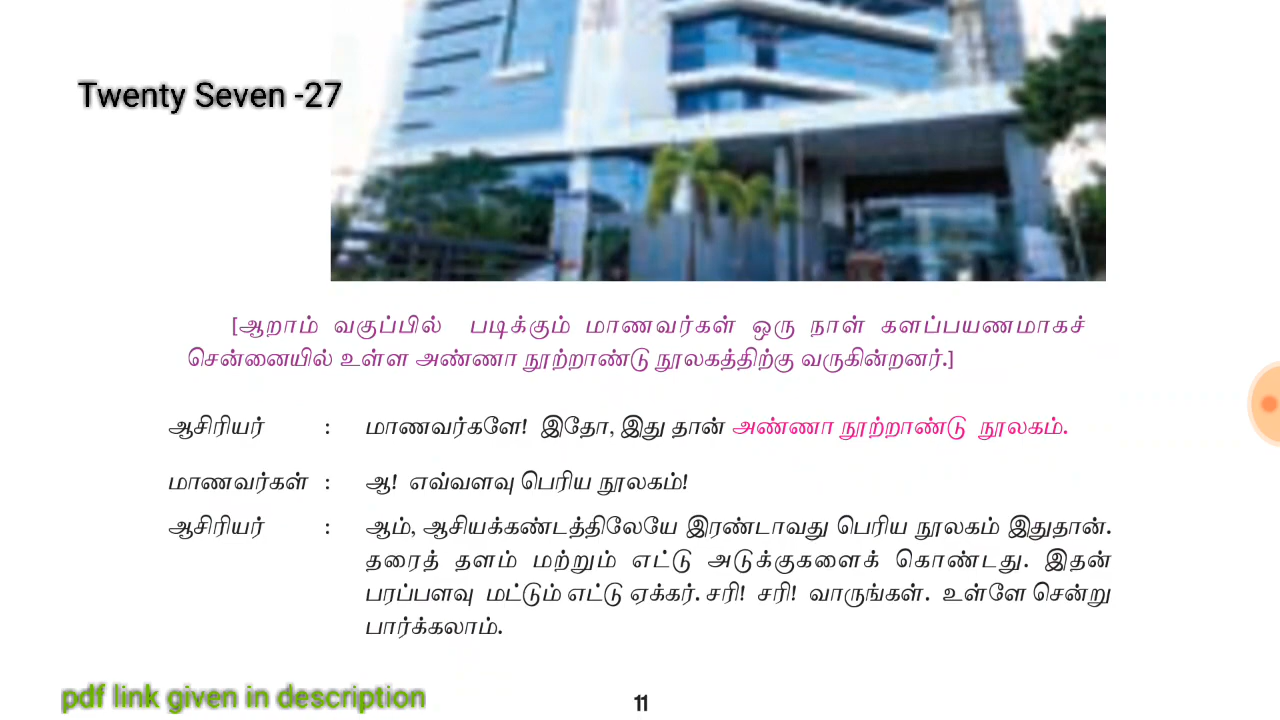 Twenty Seven -27
[ஆறாம் வகுப்பில் படிக்கும் மாணவர்கள் ஒரு நாள் களப்பயணமாகச்
சென்னையில் உள்ள அண்ணா நூற்றாண்டு நூலகத்திற்கு வருகின்றனர்.]
ஆசிரியர் : மாணவர்களே! இதோ, இது தான் அண்ணா நூற்றாண்டு நூலகம்.
மாணவர்கள் : ஆ! எவ்வளவு பெரிய நூலகம்!
ஆசிரியர் : ஆம், ஆசியக்கண்டத்திலேயே இரண்டாவது பெரிய நூலகம் இதுதான்.
தரைத் தளம் மற்றும் எட்டு அடுக்குகளைக் கொண்டது. இதன்
பரப்பளவு மட்டும் எட்டு ஏக்கர். சரி! சரி! வாருங்கள். உள்ளே சென்று
பார்க்கலாம்.
pdf link given in description
11